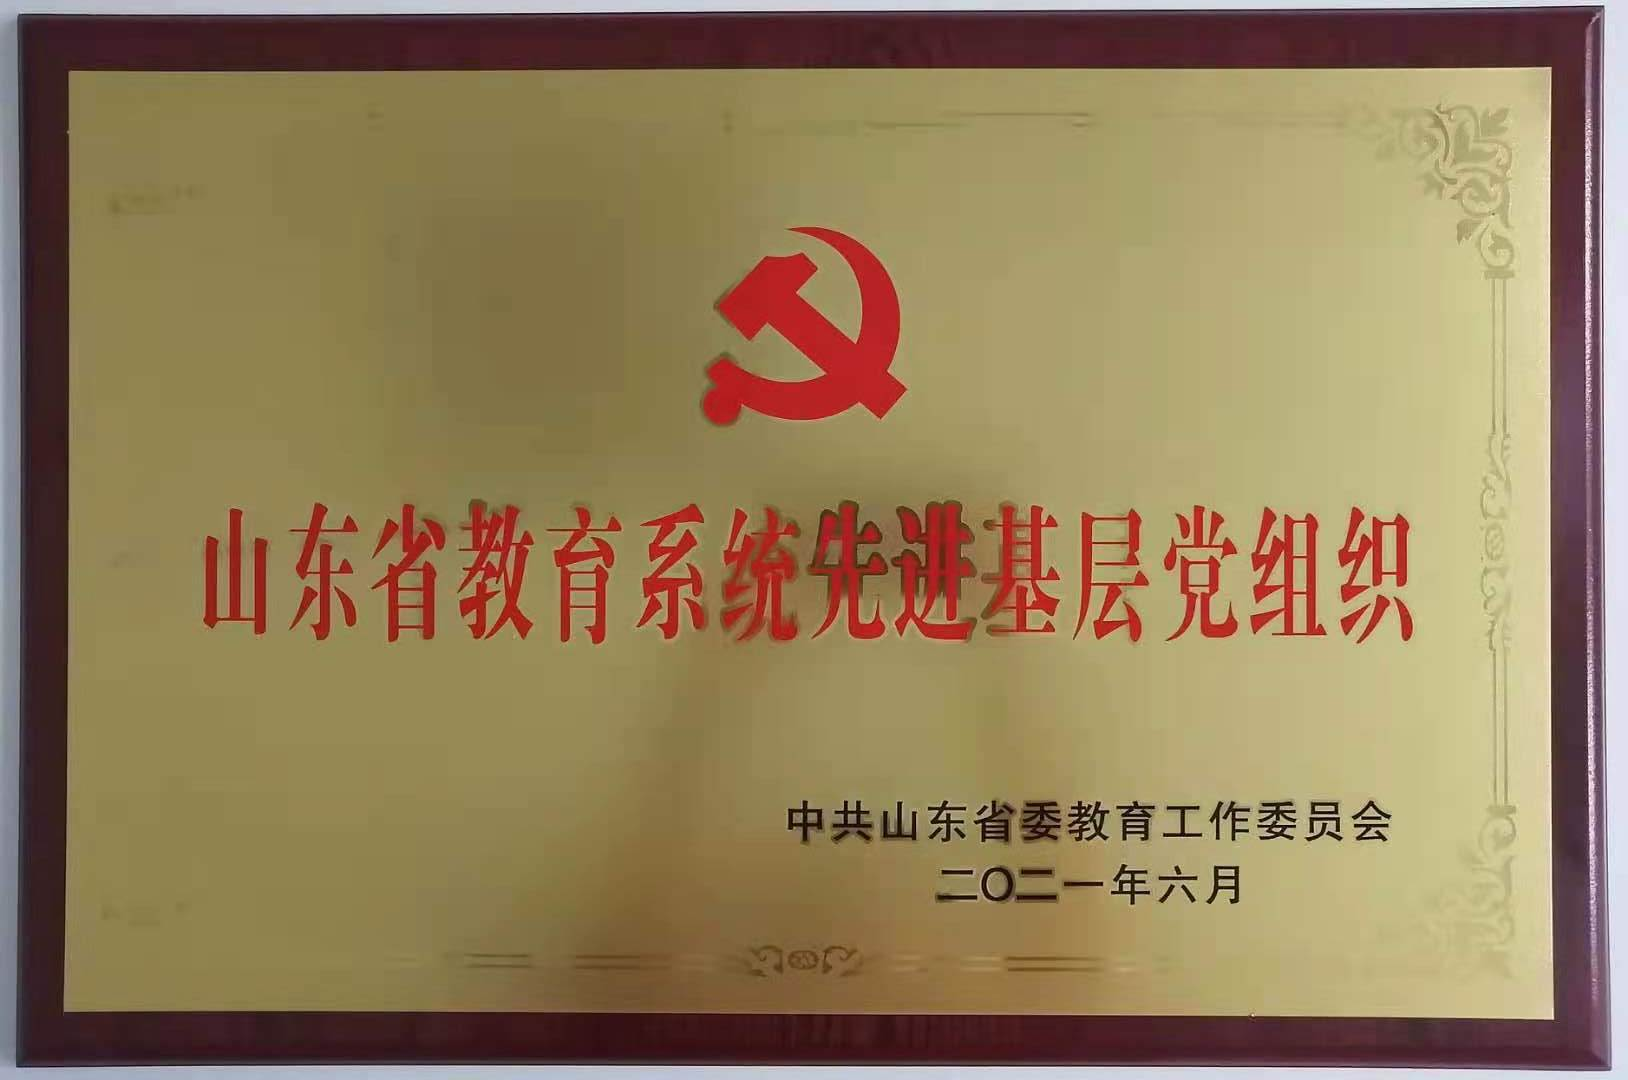 山东省教育系统先进基层党组织
中共山东省委教育工作委员会
二〇二一年六月